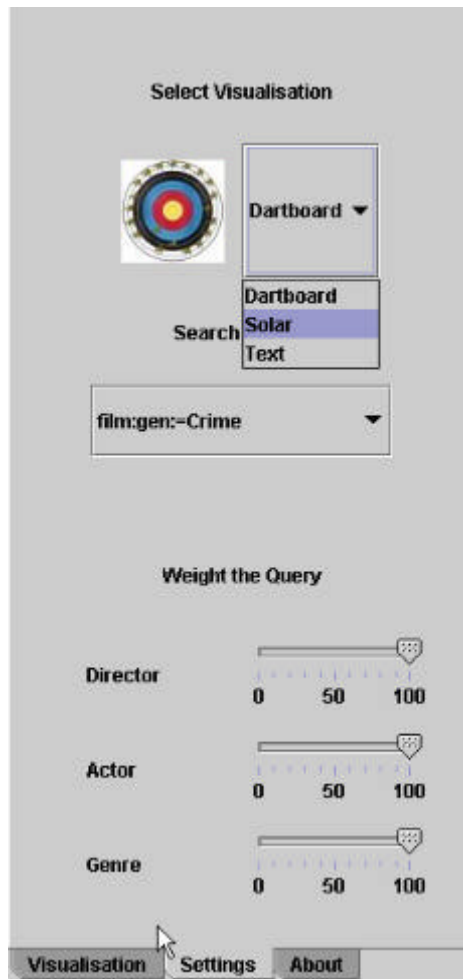 Select Visualisation
Dartboard
Dartboard
Solar
Search
Text
film:gen:=Crime
Weight the Query
Director
0 50 100
Actor
0 50 100
Genre
0 50 100
Visualisation Settings About